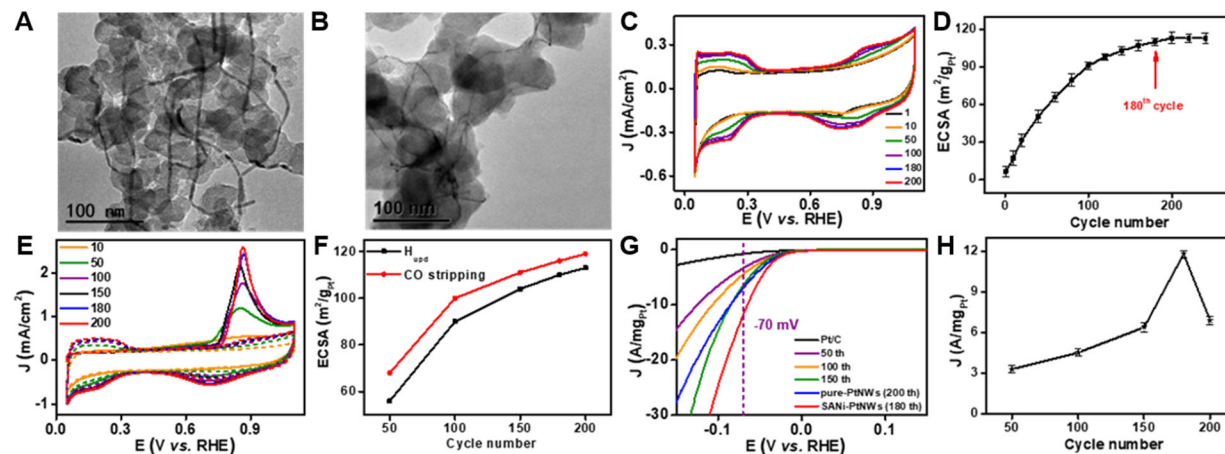 A
100 nm
B
100 nm
C
J (mA/cm²)
0.3
0.0
-0.3
-0.6
1
10
50
100
180
200
0.0
0.3
0.6
0.9
E (V vs. RHE)
D
ECSA (m²/gPt)
120
90
60
30
0
180th cycle
0
100
200
Cycle number
E
J (mA/cm²)
2
1
0
-1
10
50
100
150
180
200
0.0
0.3
0.6
0.9
E (V vs. RHE)
F
ECSA (m²/gPt)
120
100
80
60
Hupd
CO stripping
50
100
150
200
Cycle number
G
J (A/mgPt)
0
-10
-20
-30
-70 mV
Pt/C
50 th
100 th
150 th
pure-PtNWs (200 th)
SANi-PtNWs (180 th)
-0.1
0.0
0.1
E (V vs. RHE)
H
J (A/mgPt)
12
9
6
3
0
50
100
150
200
Cycle number